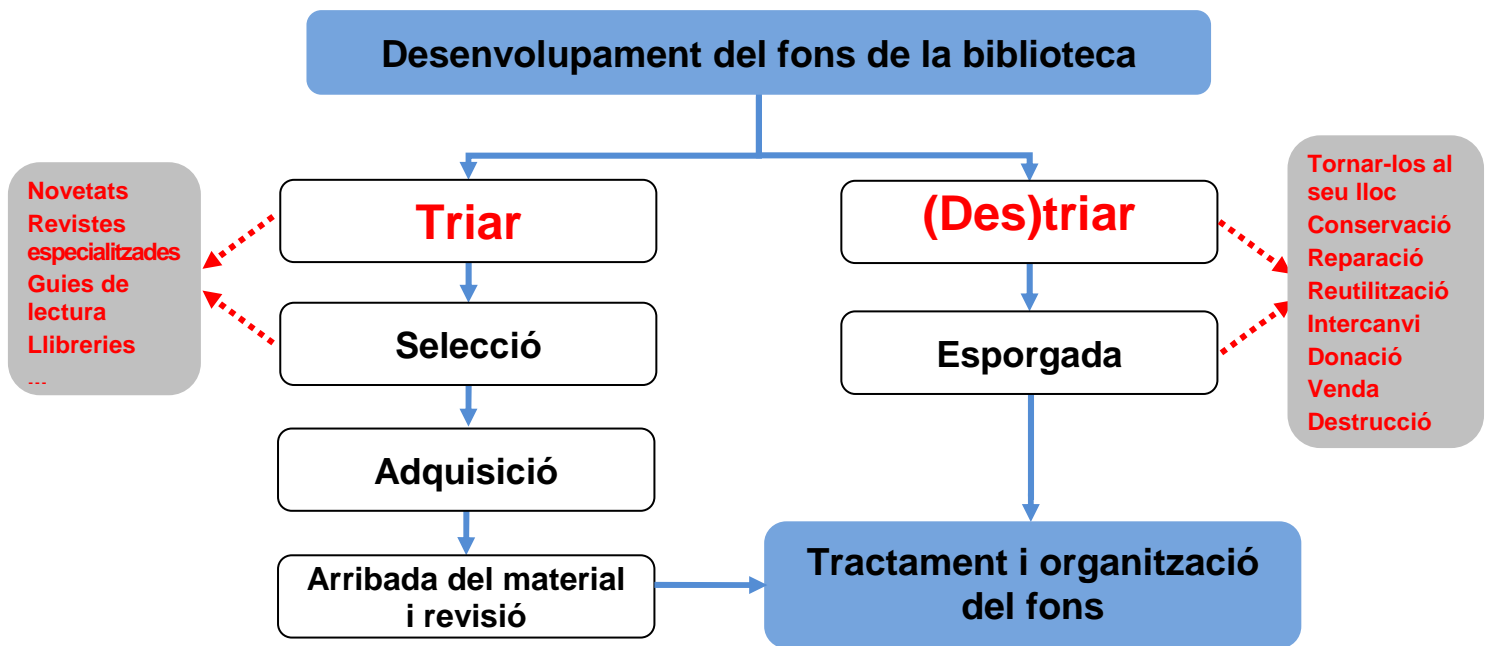 Desenvolupament del fons de la biblioteca
Novetats
Revistes
especialitzades
Guies de
lectura
Llibreries
...
Triar
Selecció
Adquisició
Arribada del material
i revisió
(Des)triar
Esporgada
Tornar-los al
seu lloc
Conservació
Reparació
Reutilització
Intercanvi
Donació
Venda
Destrucció
Tractament i organització
del fons